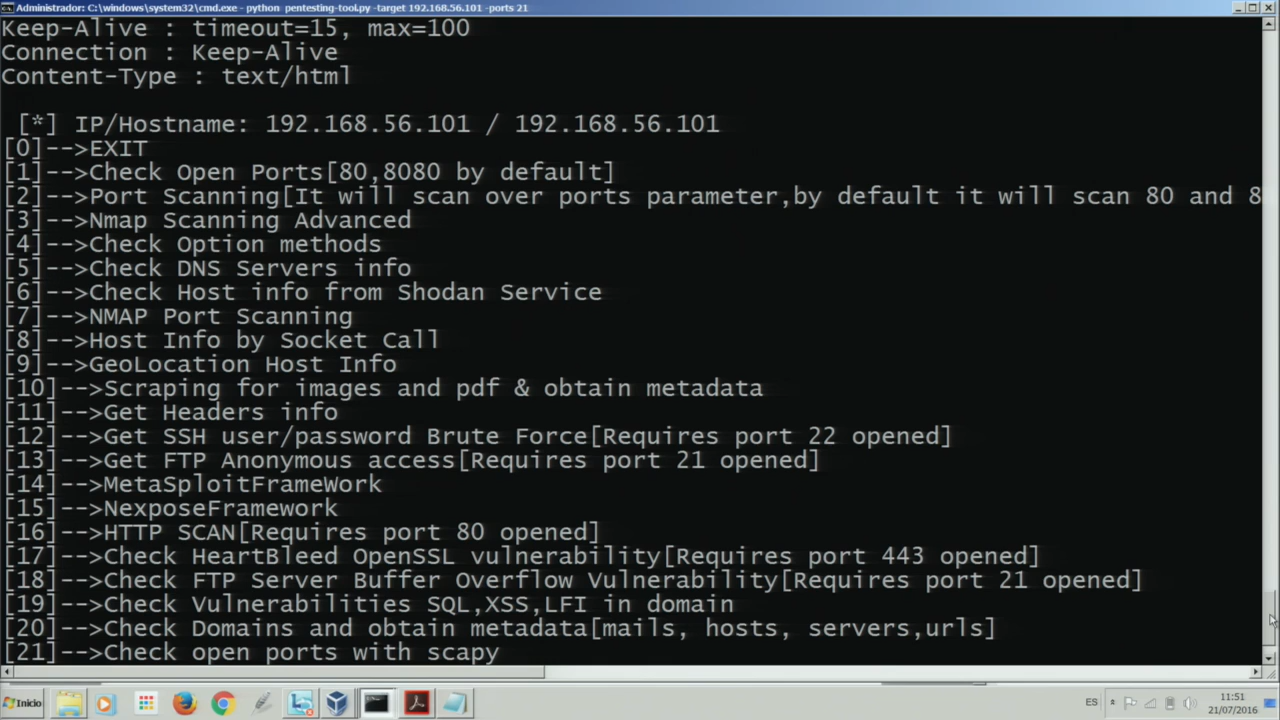 Administrador: C:\windows\system32\cmd.exe - python pentesting-tool.py -target 192.168.56.101 -ports 21
Keep-Alive : timeout=15, max=100
Connection : Keep-Alive
Content-Type : text/html
[*] IP/Hostname: 192.168.56.101 / 192.168.56.101
[0]-->EXIT
[1]-->Check Open Ports[80,8080 by default]
[2]-->Port Scanning[It will scan over ports parameter,by default it will scan 80 and 8
[3]-->Nmap Scanning Advanced
[4]-->Check Option methods
[5]-->Check DNS Servers info
[6]-->Check Host info from Shodan Service
[7]-->NMAP Port Scanning
[8]-->Host Info by Socket Call
[9]-->GeoLocation Host Info
[10]-->Scraping for images and pdf & obtain metadata
[11]-->Get Headers info
[12]-->Get SSH user/password Brute Force[Requires port 22 opened]
[13]-->Get FTP Anonymous access[Requires port 21 opened]
[14]-->MetaSploitFrameWork
[15]-->NexposeFramework
[16]-->HTTP SCAN[Requires port 80 opened]
[17]-->Check HeartBleed OpenSSL vulnerability[Requires port 443 opened]
[18]-->Check FTP Server Buffer Overflow Vulnerability[Requires port 21 opened]
[19]-->Check Vulnerabilities SQL,XSS,LFI in domain
[20]-->Check Domains and obtain metadata[mails, hosts, servers,urls]
[21]-->Check open ports with scapy
Inicio
ES
11:51
21/07/2016